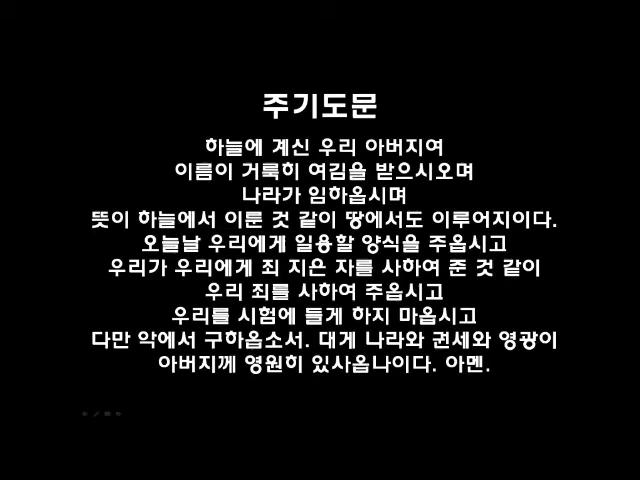 주기도문
하늘에 계신 우리 아버지여
이름이 거룩히 여김을 받으시오며
나라가 임하옵시며
뜻이 하늘에서 이룬 것 같이 땅에서도 이루어지이다.
오늘날 우리에게 일용할 양식을 주옵시고
우리가 우리에게 죄 지은 자를 사하여 준 것 같이
우리 죄를 사하여 주옵시고
우리를 시험에 들게 하지 마옵시고
다만 악에서 구하옵소서. 대게 나라와 권세와 영광이
아버지께 영원히 있사옵나이다. 아멘.